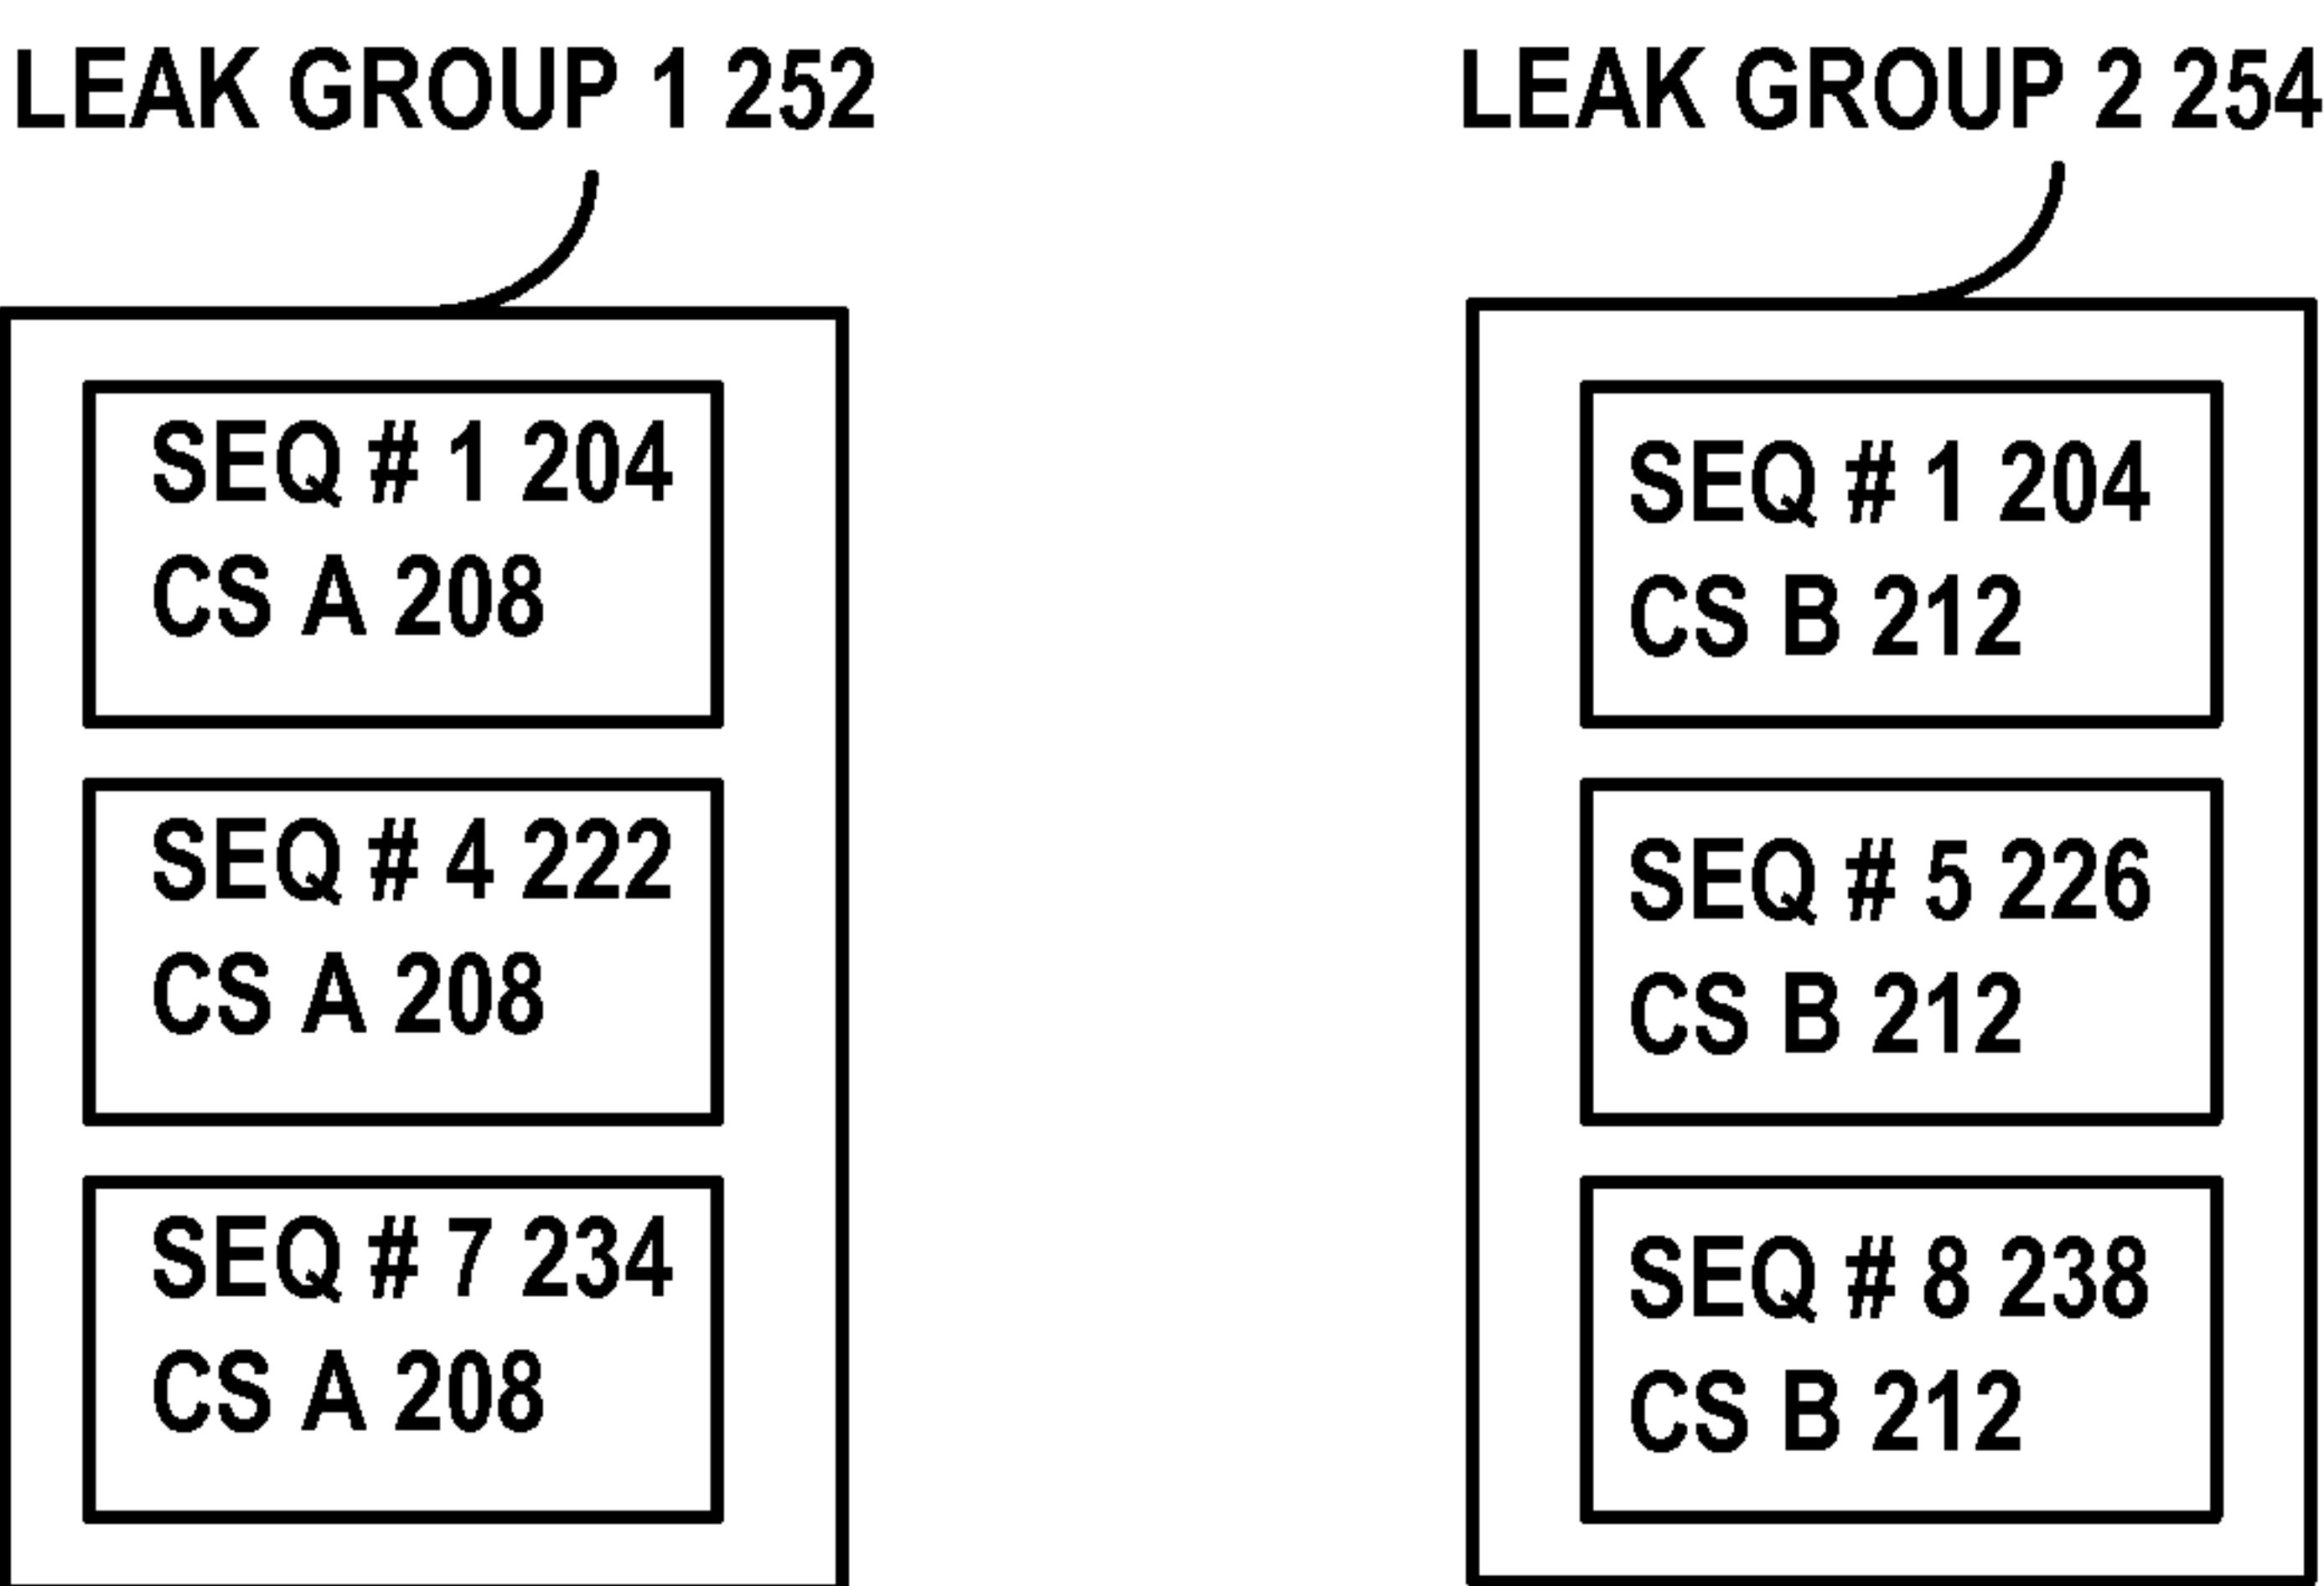 LEAK GROUP 1 252
SEQ # 1 204
CS A 208
SEQ # 4 222
CS A 208
SEQ # 7 234
CS A 208
LEAK GROUP 2 254
SEQ # 1 204
CS B 212
SEQ # 5 226
CS B 212
SEQ # 8 238
CS B 212